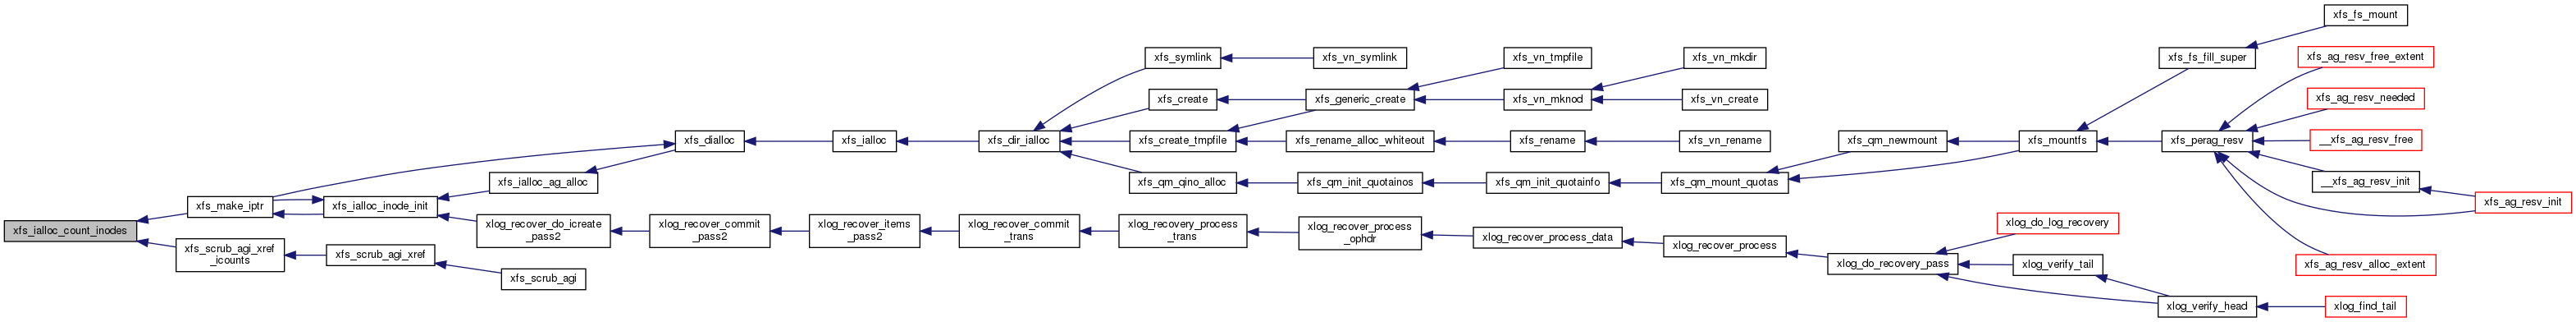 xfs_fs_mount
xfs_symlink
xfs_vn_symlink
xfs_vn_tmpfile
xfs_vn_mkdir
xfs_fs_fill_super
xfs_ag_resv_free_extent
xfs_create
xfs_generic_create
xfs_vn_mknod
xfs_vn_create
xfs_ag_resv_needed
xfs_dialloc
xfs_ialloc
xfs_dir_ialloc
xfs_create_tmpfile
xfs_rename_alloc_whiteout
xfs_rename
xfs_vn_rename
xfs_qm_newmount
xfs_mountfs
xfs_perag_resv
__xfs_ag_resv_free
xfs_ialloc_ag_alloc
xfs_qm_qino_alloc
xfs_qm_init_quotainos
xfs_qm_init_quotainfo
xfs_qm_mount_quotas
__xfs_ag_resv_init
xfs_make_iptr
xfs_ialloc_inode_init
xfs_ag_resv_init
xfs_ialloc_count_inodes
xlog_recover_do_icreate
_pass2
xlog_recover_commit
_pass2
xlog_recover_items
_pass2
xlog_recover_commit
_trans
xlog_recovery_process
_trans
xlog_recover_process
_ophdr
xlog_recover_process_data
xlog_recover_process
xlog_do_log_recovery
xfs_scrub_agi_xref
_icounts
xfs_scrub_agi_xref
xfs_scrub_agi
xlog_do_recovery_pass
xlog_verify_tail
xfs_ag_resv_alloc_extent
xlog_verify_head
xlog_find_tail